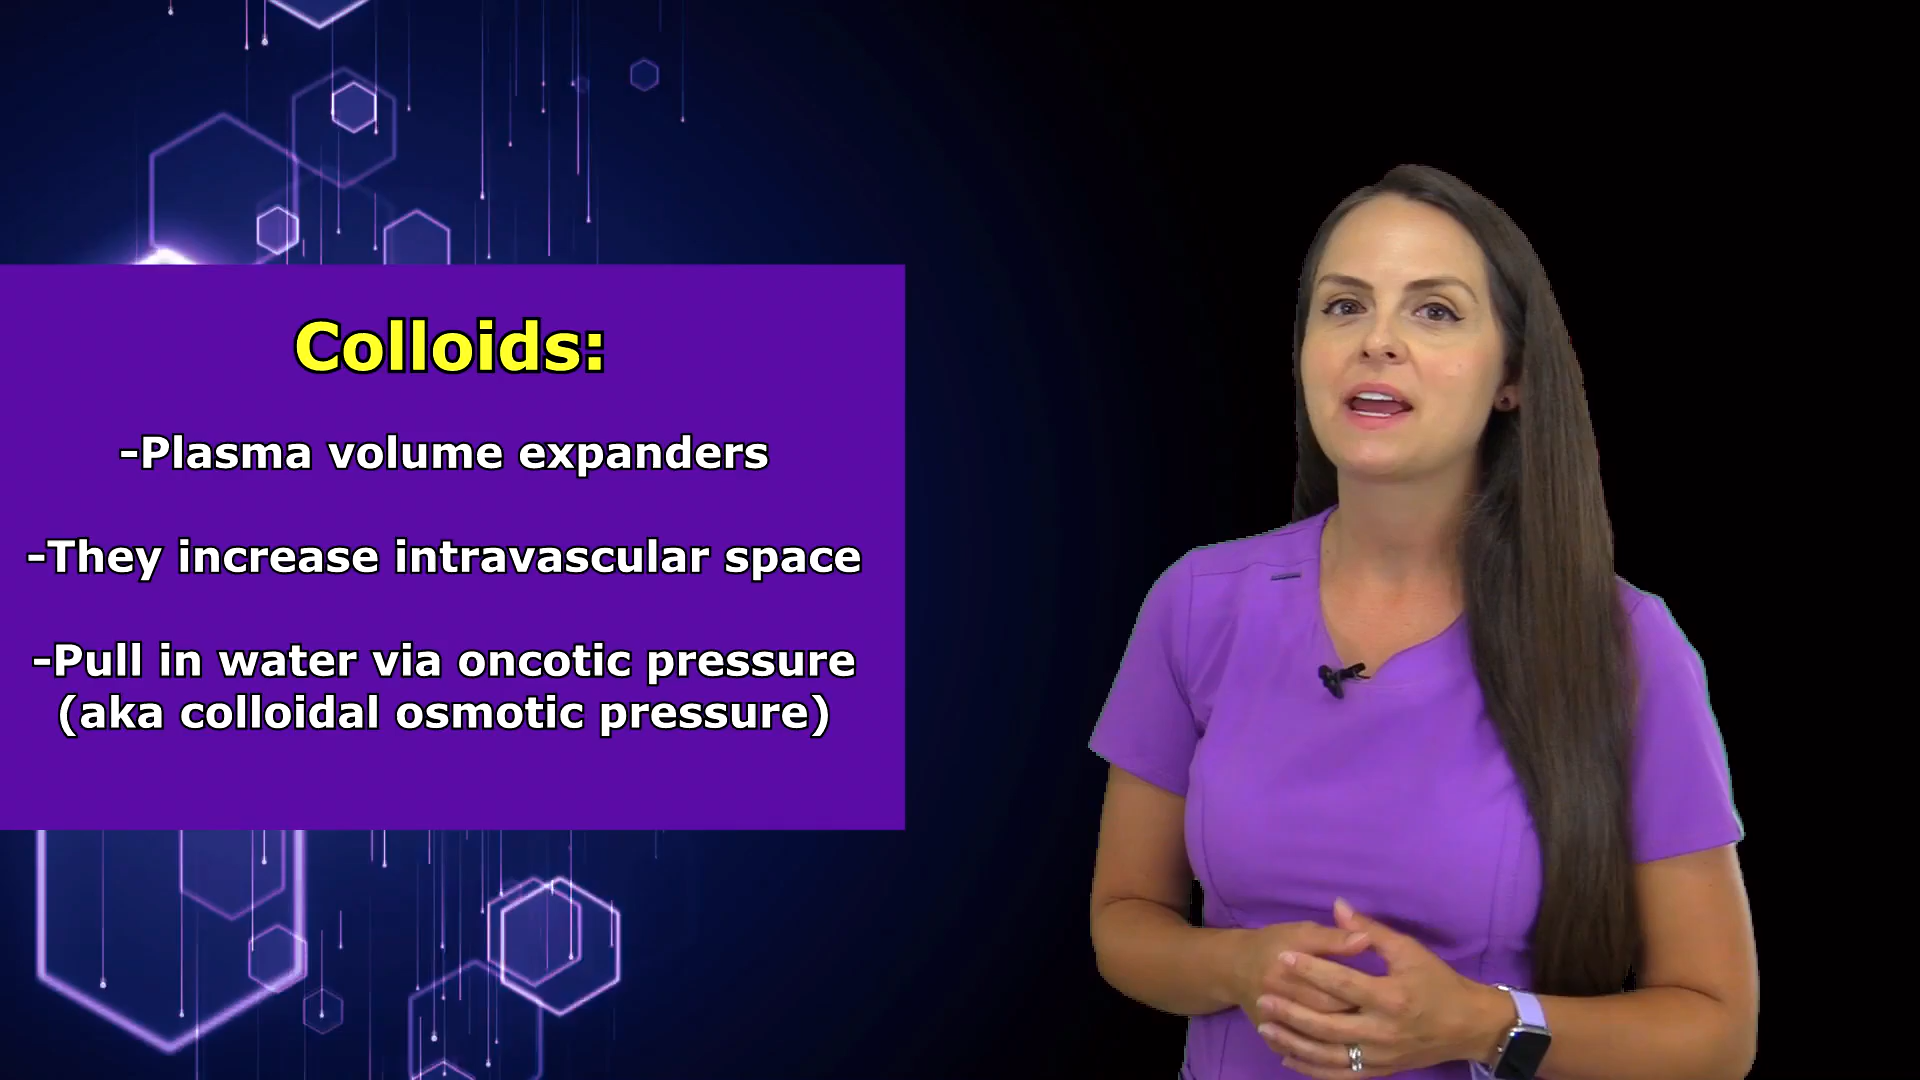 Colloids:
-Plasma volume expanders
-They increase intravascular space
-Pull in water via oncotic pressure
(aka colloidal osmotic pressure)